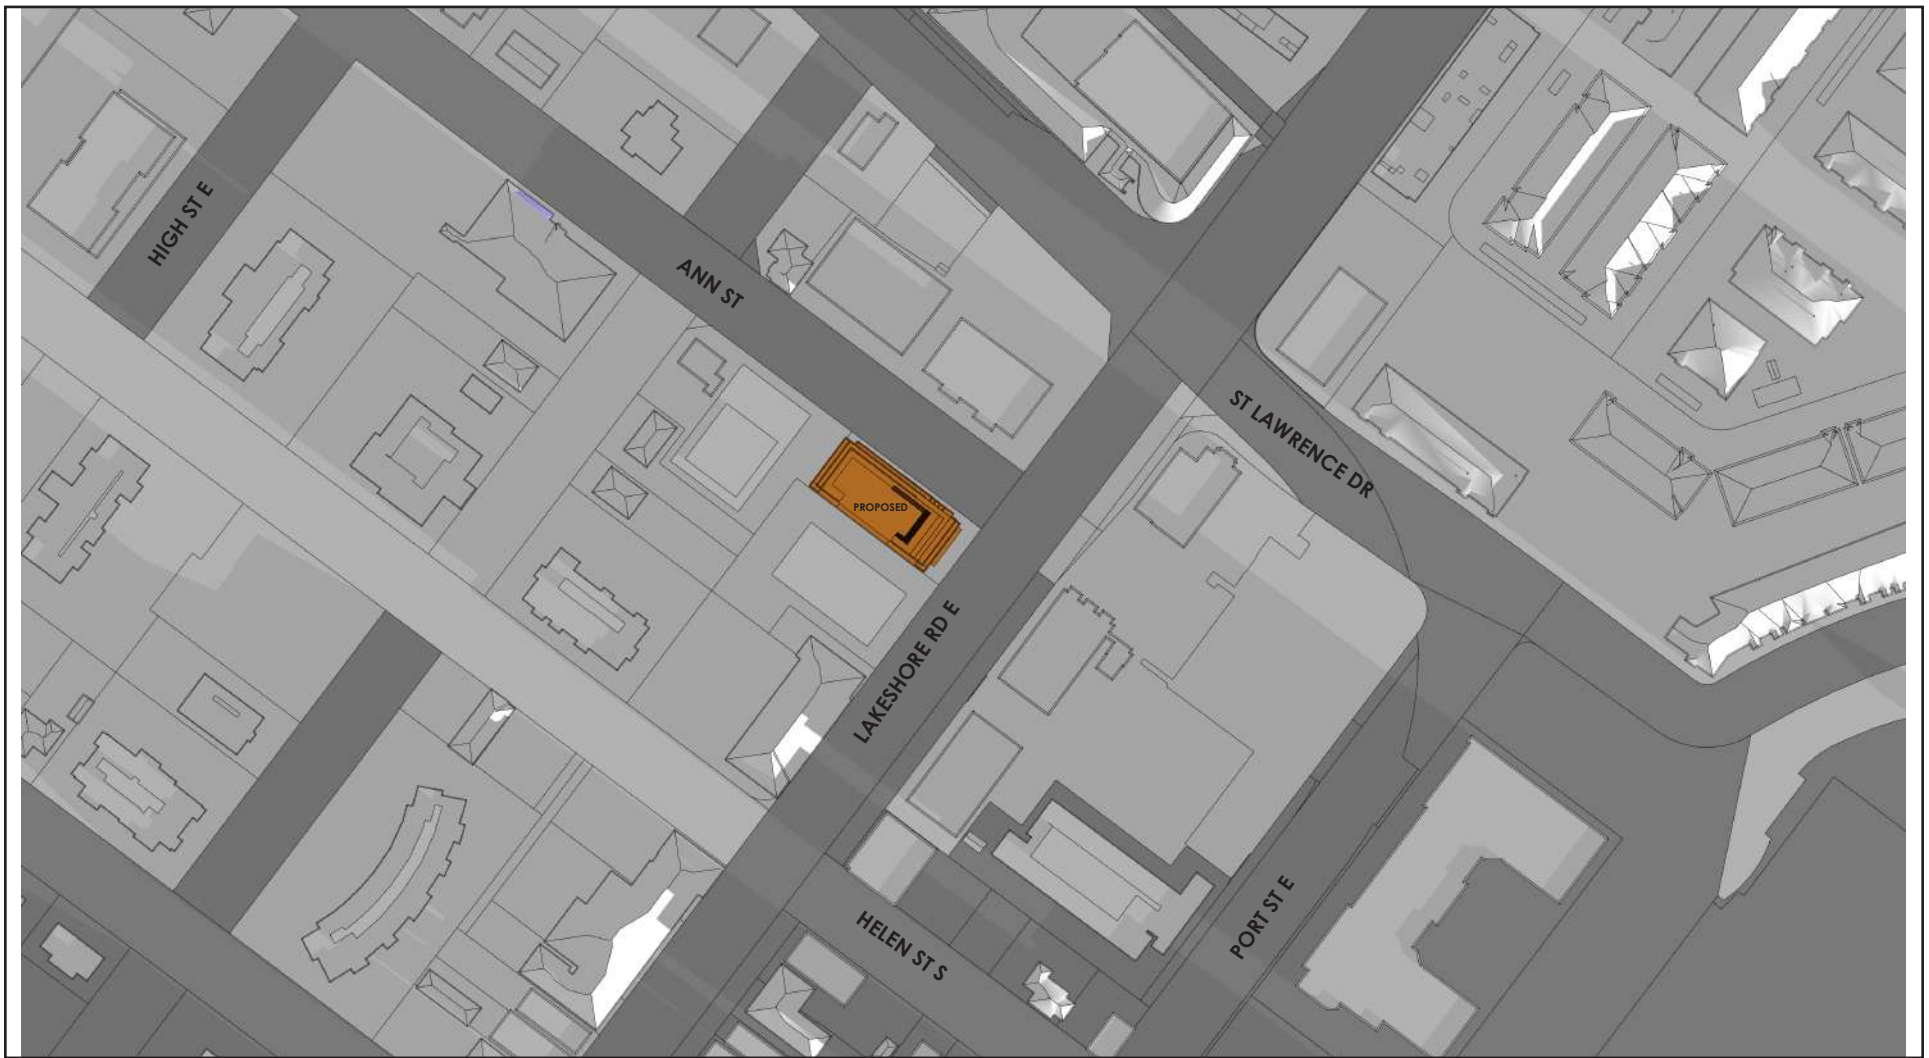 HIGH ST E
ANN ST
ST LAWRENCE DR
PROPOSED
LAKESHORE RD E
HELEN ST S
PORT ST E